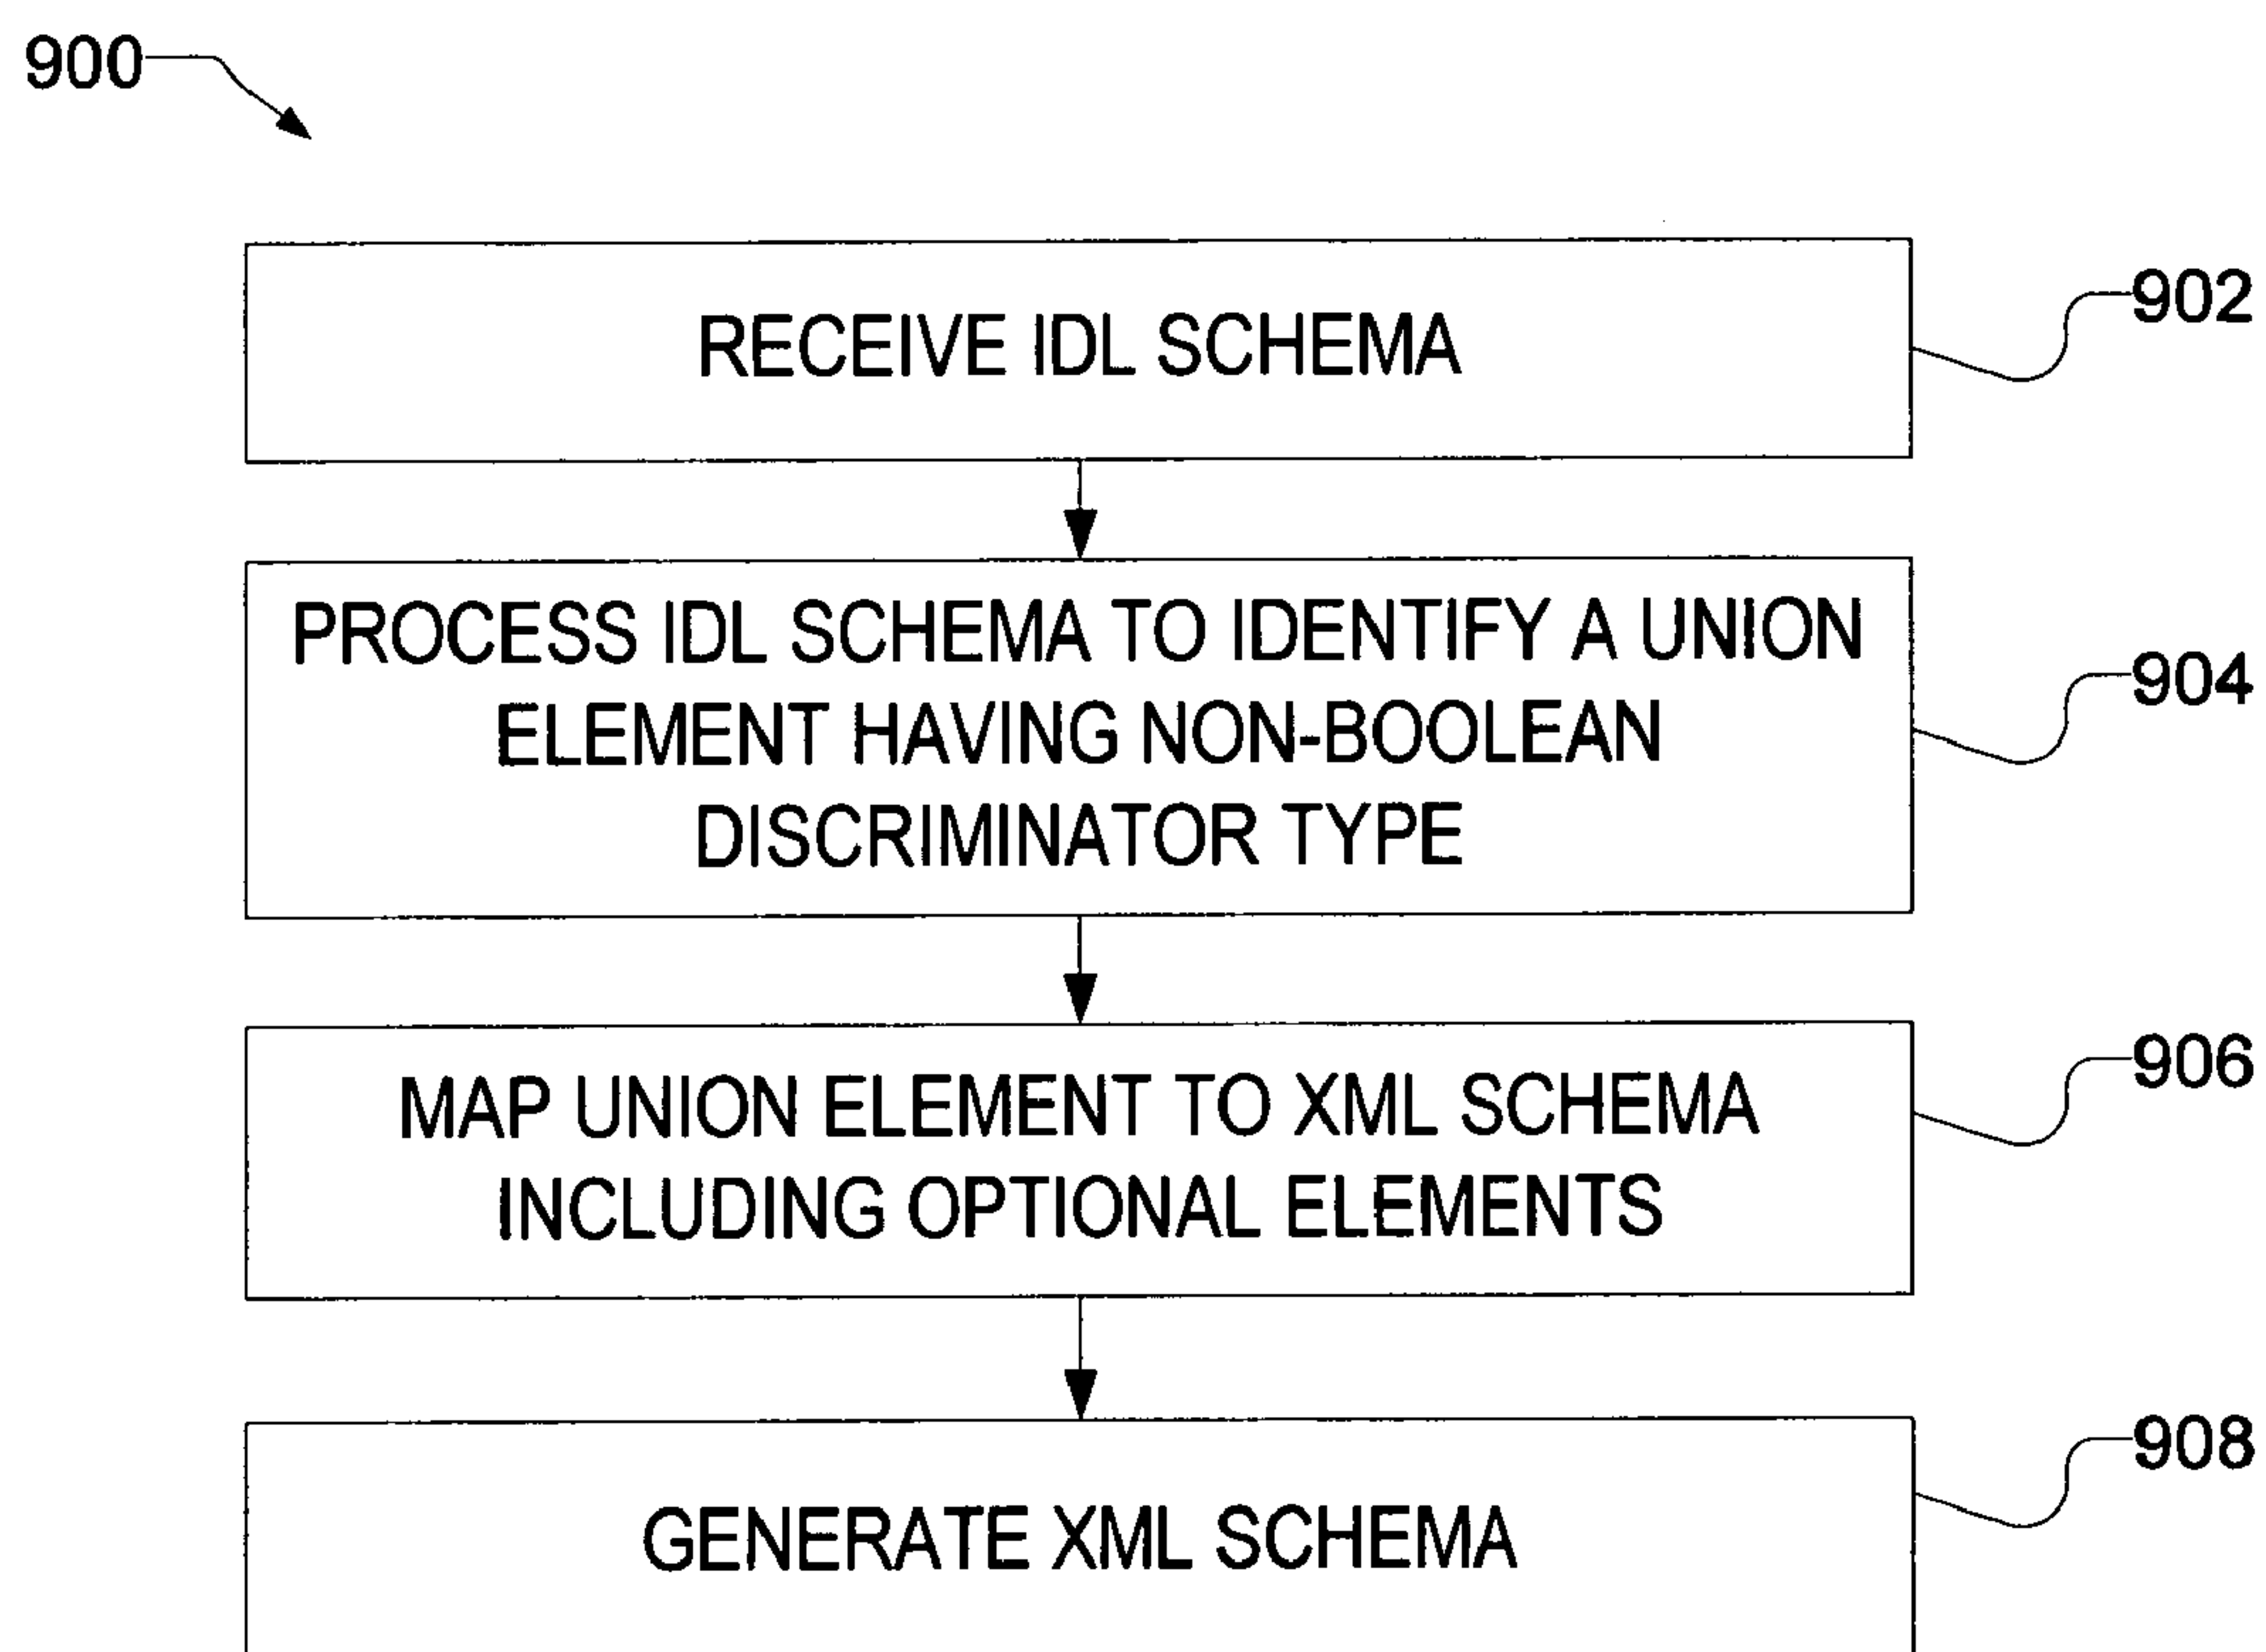 900
RECEIVE IDL SCHEMA
902
PROCESS IDL SCHEMA TO IDENTIFY A UNION
ELEMENT HAVING NON-BOOLEAN
DISCRIMINATOR TYPE
904
MAP UNION ELEMENT TO XML SCHEMA
INCLUDING OPTIONAL ELEMENTS
906
GENERATE XML SCHEMA
908